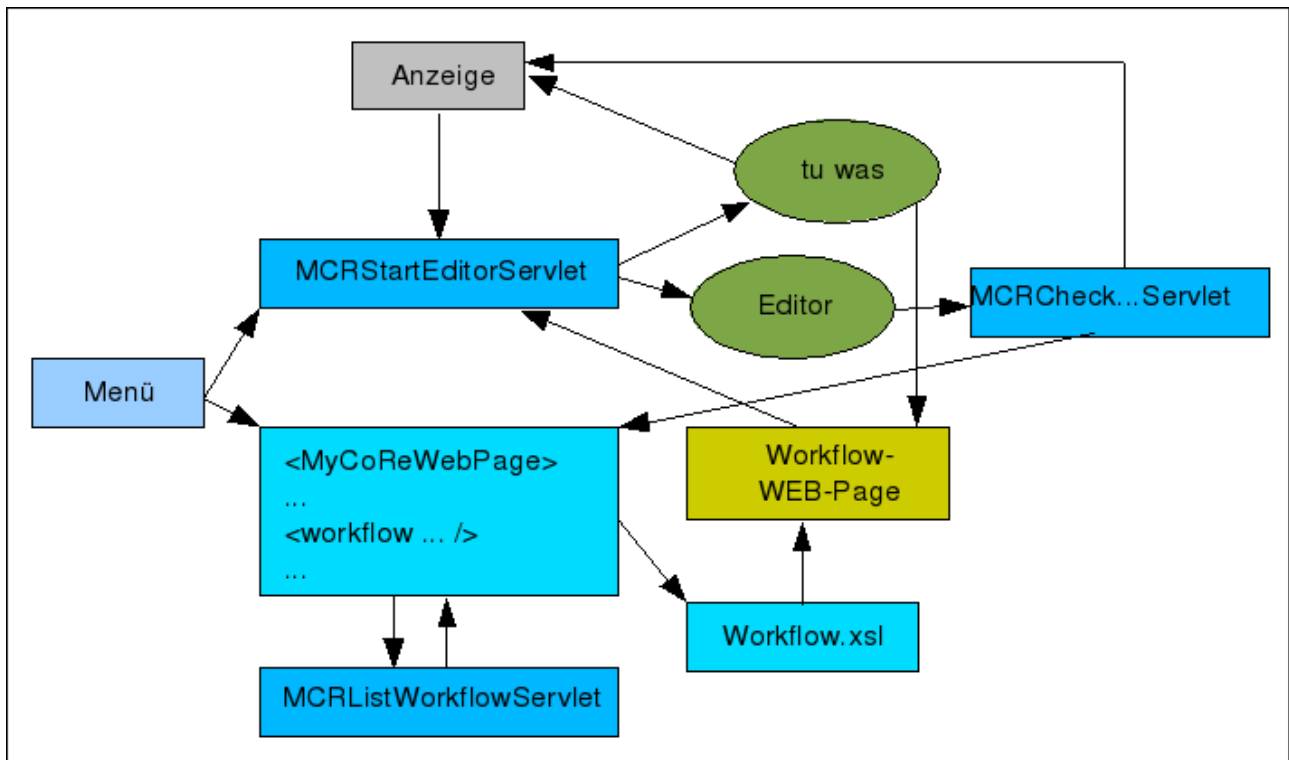 Anzeige
tu was
MCRStartEditorServlet
Editor
MCRCheck...Servlet
Menü
<MyCoReWebPage>
...
<workflow ... />
...
Workflow-
WEB-Page
Workflow.xsl
MCRListWorkflowServlet